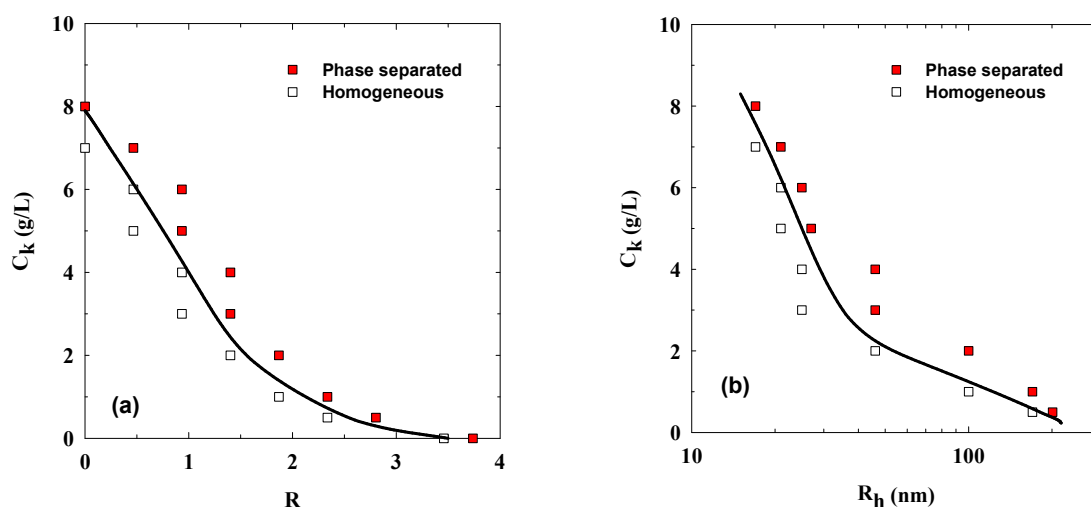 10
8
6
4
2
0
C_k (g/L)
Phase separated
Homogeneous
(a)
0 1 2 3 4
R
10
8
6
4
2
0
C_k (g/L)
Phase separated
Homogeneous
(b)
10 100
R_h (nm)